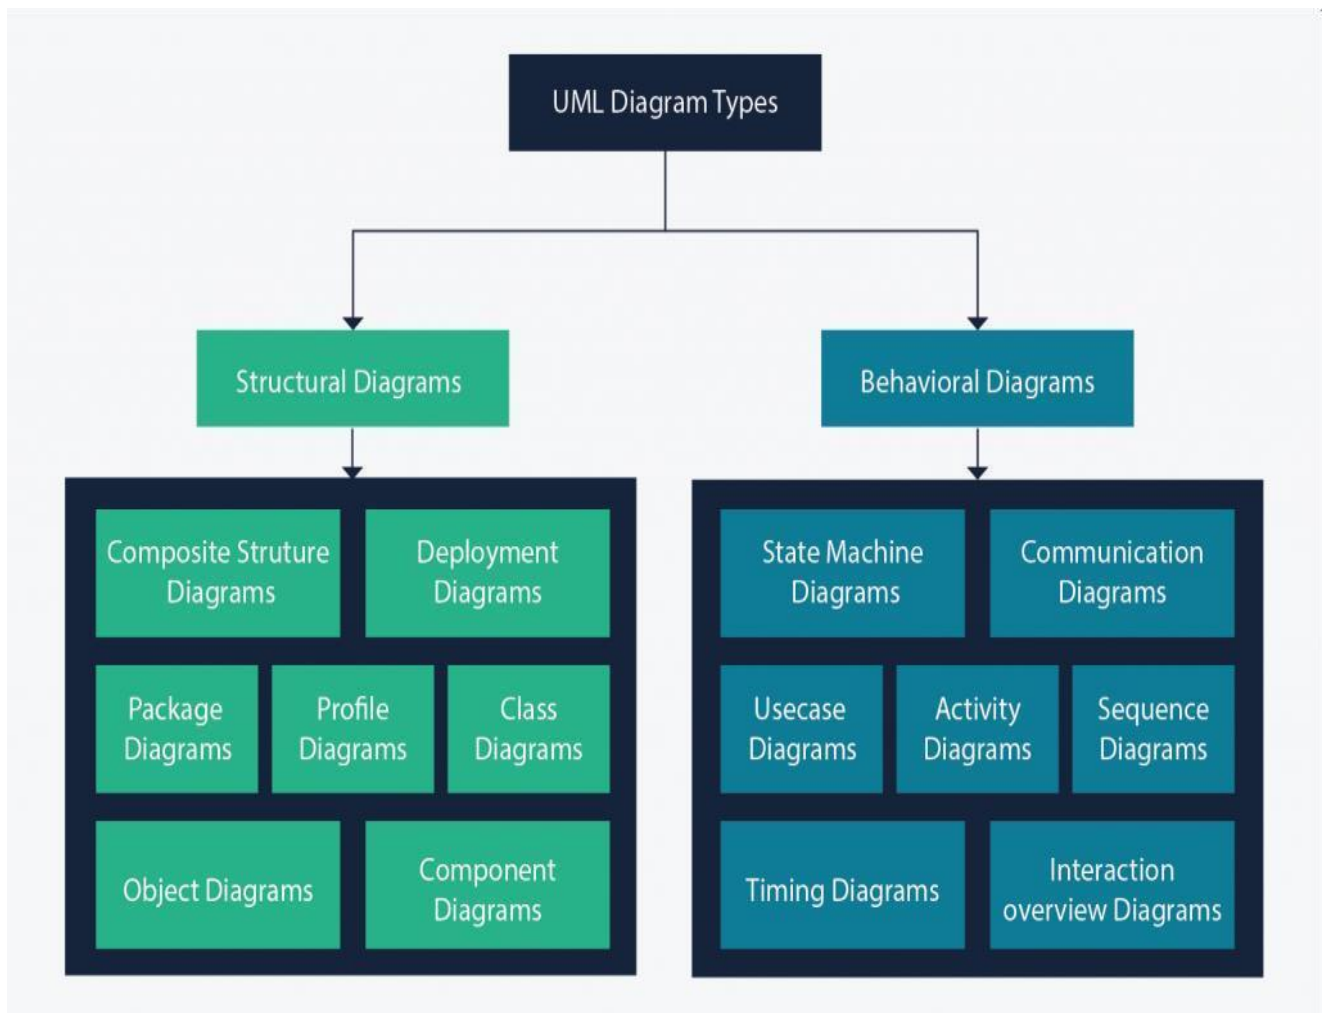 UML Diagram Types
Structural Diagrams
Behavioral Diagrams
Composite Struture
Diagrams
Deployment
Diagrams
Package
Diagrams
Profile
Diagrams
Class
Diagrams
Object Diagrams
Component
Diagrams
State Machine
Diagrams
Communication
Diagrams
Usecase
Diagrams
Activity
Diagrams
Sequence
Diagrams
Timing Diagrams
Interaction
overview Diagrams